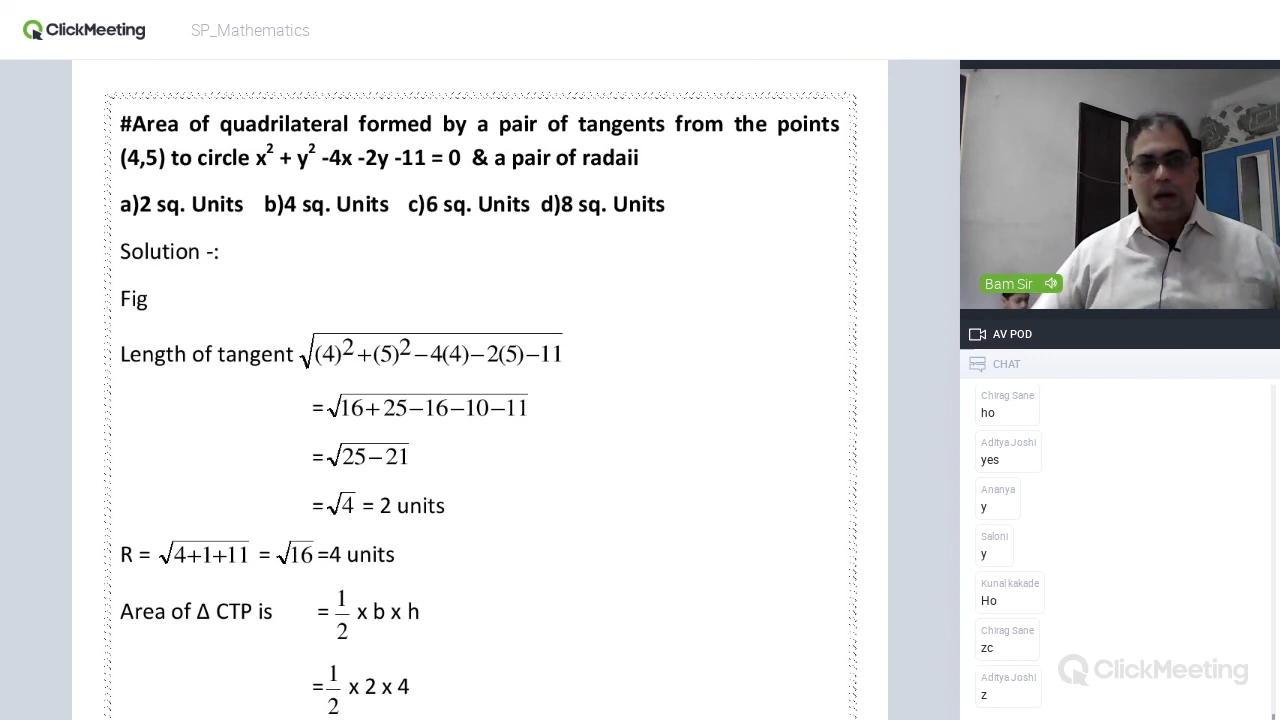 ClickMeeting
SP_Mathematics
#Area of quadrilateral formed by a pair of tangents from the points
(4,5) to circle x² + y² -4x -2y -11 = 0 & a pair of radaii
a)2 sq. Units b)4 sq. Units c)6 sq. Units d)8 sq. Units
Solution -:
Fig
Length of tangent √(4)²+(5)²−4(4)−2(5)−11
=√16+25−16−10−11
=√25−21
=√4 = 2 units
R = √4+1+11 = √16 =4 units
Area of Δ CTP is = 1/2 x b x h
=1/2 x 2 x 4
Bam Sir
AV POD
CHAT
Chirag Sane
ho
Aditya Joshi
yes
Ananya
y
Saloni
y
Kunal kakade
Ho
Chirag Sane
zc
Aditya Joshi
z
ClickMeeting